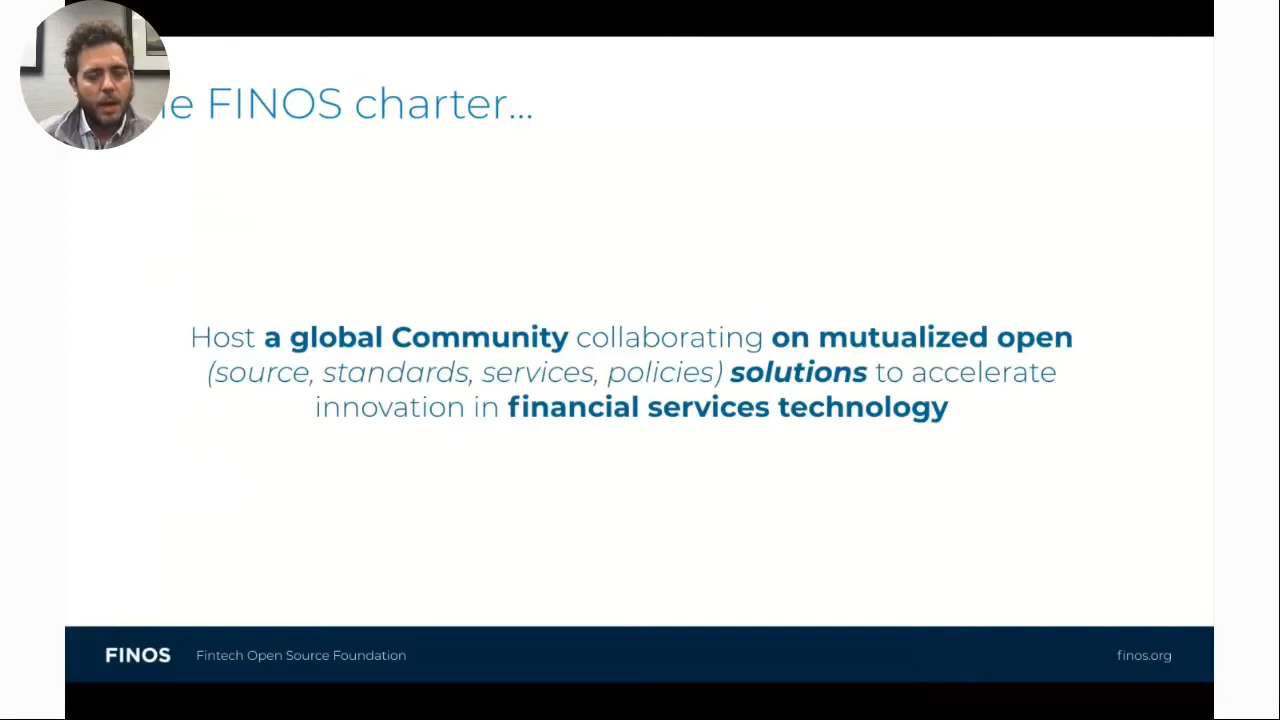 FINOS charter...
Host a global Community collaborating on mutualized open
(source, standards, services, policies) solutions to accelerate
innovation in financial services technology
FINOS Fintech Open Source Foundation finos.org